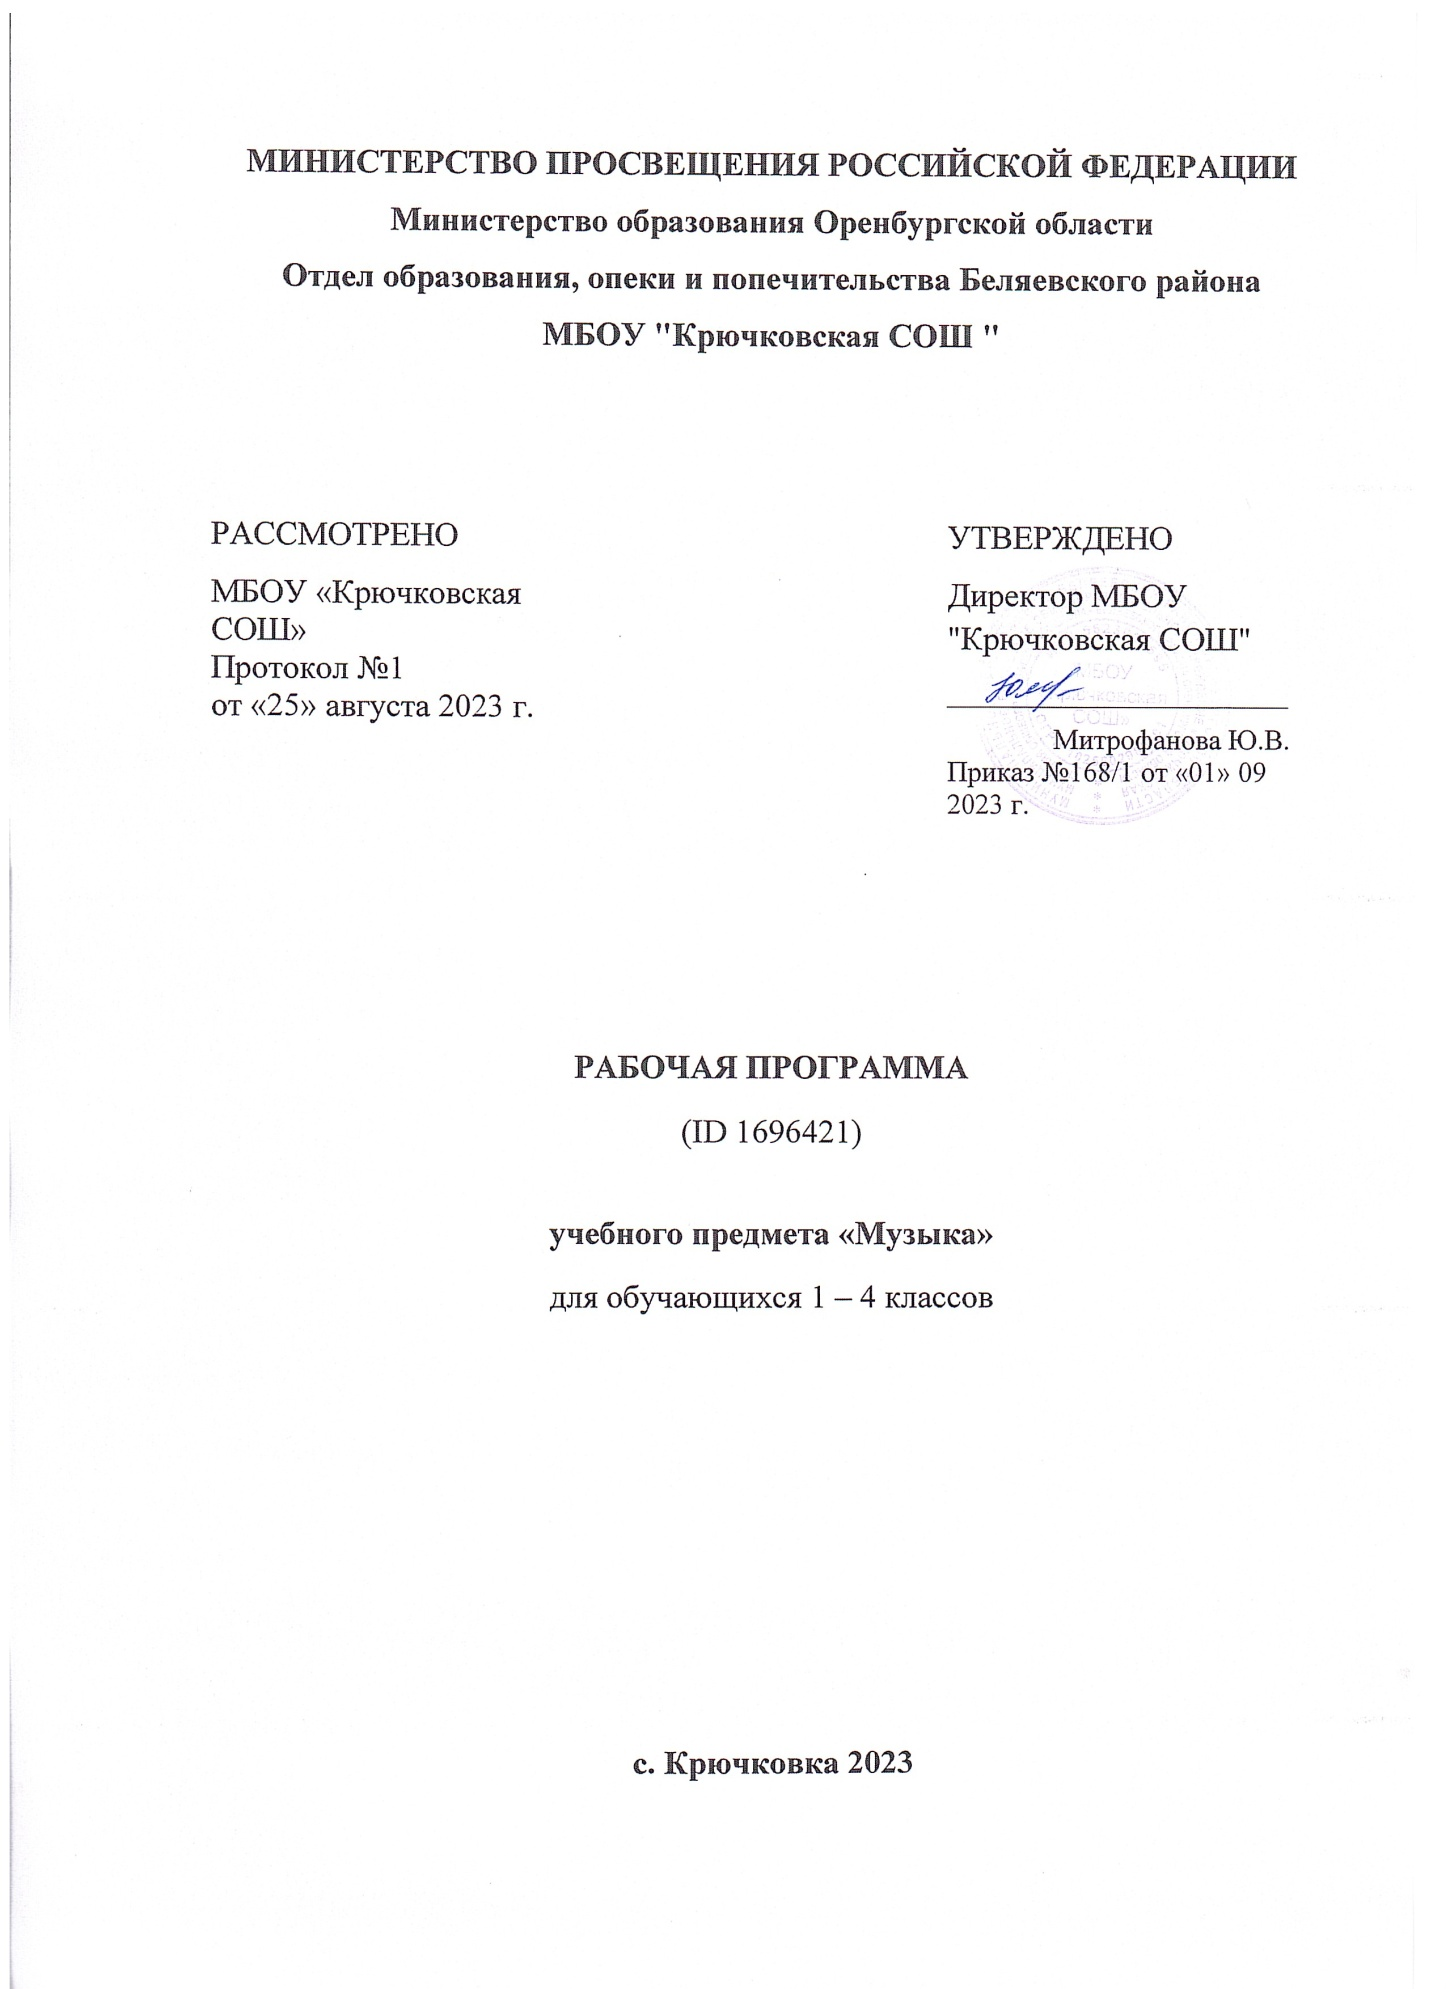 МИНИСТЕРСТВО ПРОСВЕЩЕНИЯ РОССИЙСКОЙ ФЕДЕРАЦИИ
Министерство образования Оренбургской области
Отдел образования, опеки и попечительства Беляевского района
МБОУ "Крючковская СОШ "
РАССМОТРЕНО
МБОУ «Крючковская
СОШ»
Протокол №1
от «25» августа 2023 г.
УТВЕРЖДЕНО
Директор МБОУ
"Крючковская СОШ"
Митрофанова Ю.В.
Приказ №168/1 от «01» 09
2023 г.
РАБОЧАЯ ПРОГРАММА
(ID 1696421)
учебного предмета «Музыка»
для обучающихся 1 – 4 классов
с. Крючковка 2023